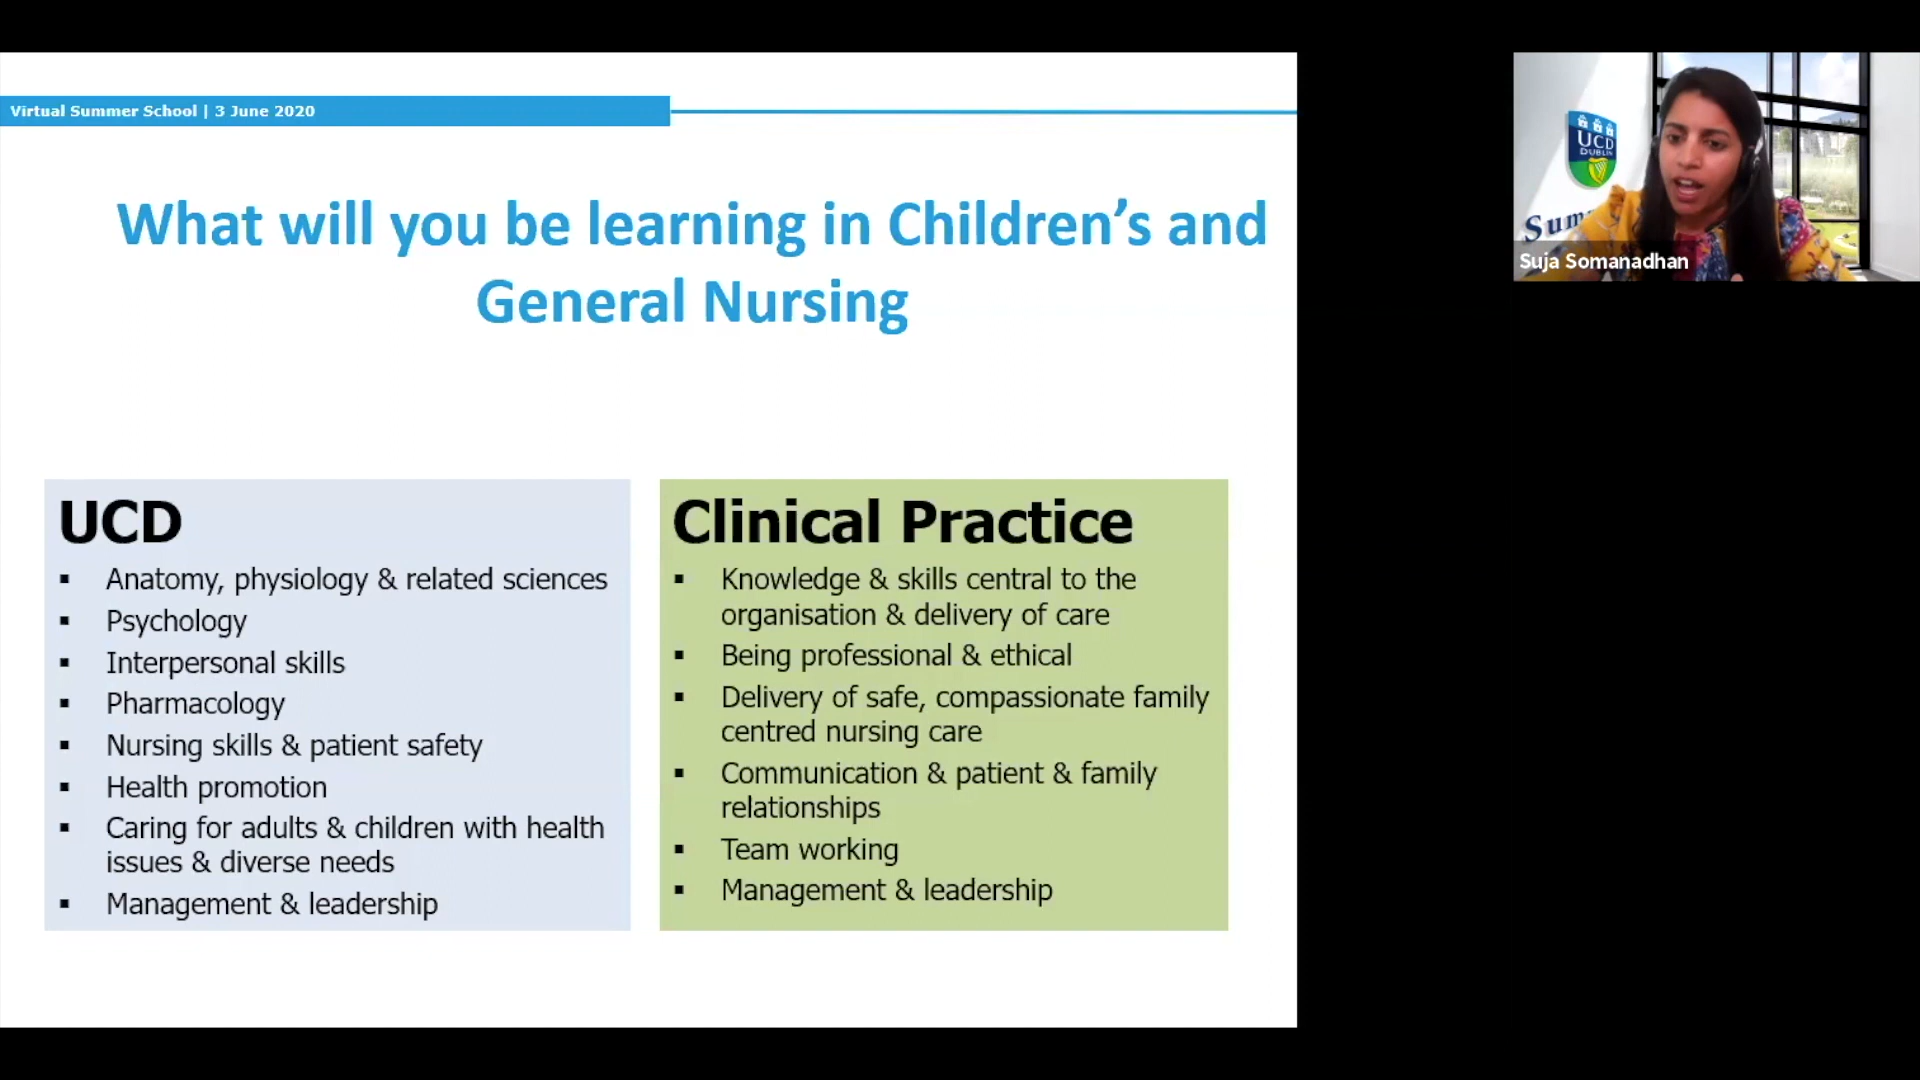 Virtual Summer School | 3 June 2020
What will you be learning in Children’s and
General Nursing
UCD
▪ Anatomy, physiology & related sciences
▪ Psychology
▪ Interpersonal skills
▪ Pharmacology
▪ Nursing skills & patient safety
▪ Health promotion
▪ Caring for adults & children with health
issues & diverse needs
▪ Management & leadership
Clinical Practice
▪ Knowledge & skills central to the
organisation & delivery of care
▪ Being professional & ethical
▪ Delivery of safe, compassionate family
centred nursing care
▪ Communication & patient & family
relationships
▪ Team working
▪ Management & leadership
UCD
DUBLIN
Suja Somanadhan